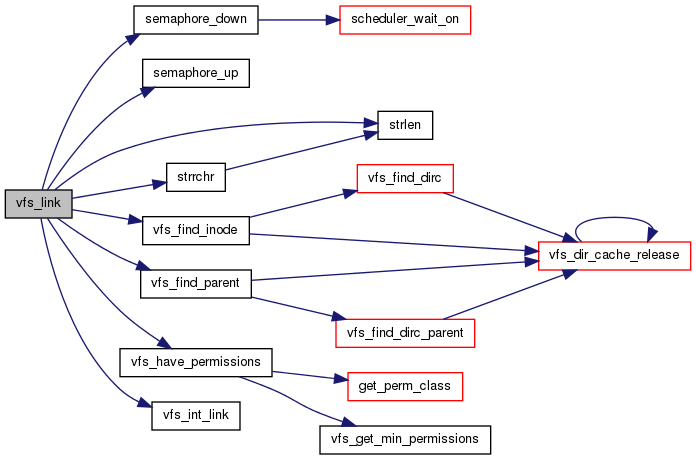 semaphore_down
scheduler_wait_on
semaphore_up
strlen
strrchr
vfs_find_dirc
vfs_link
vfs_find_inode
vfs_dir_cache_release
vfs_find_parent
vfs_find_dirc_parent
vfs_have_permissions
get_perm_class
vfs_int_link
vfs_get_min_permissions